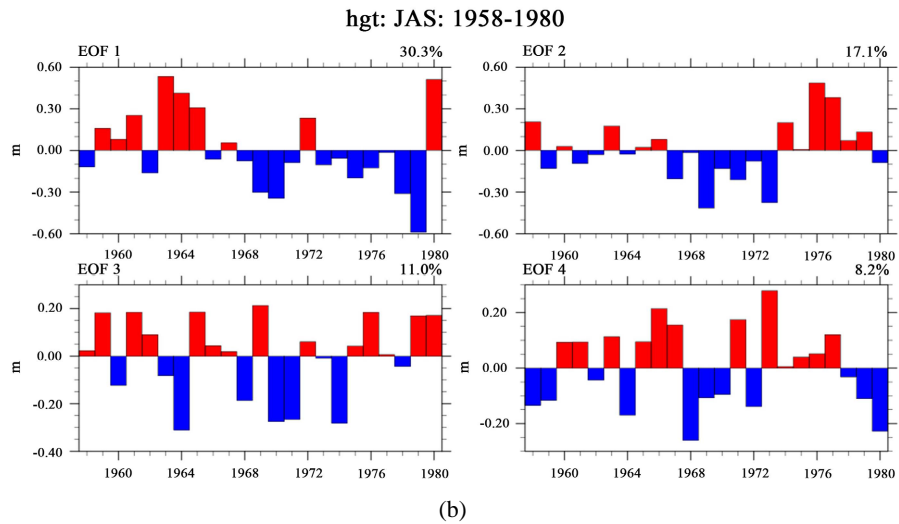 hgt: JAS: 1958-1980
EOF 1 30.3%
0.60
0.30
0.00
-0.30
-0.60
m
1960 1964 1968 1972 1976 1980
EOF 2 17.1%
0.60
0.30
0.00
-0.30
-0.60
m
1960 1964 1968 1972 1976 1980
EOF 3 11.0%
0.20
0.00
-0.20
-0.40
m
1960 1964 1968 1972 1976 1980
EOF 4 8.2%
0.20
0.00
-0.20
m
1960 1964 1968 1972 1976 1980
(b)